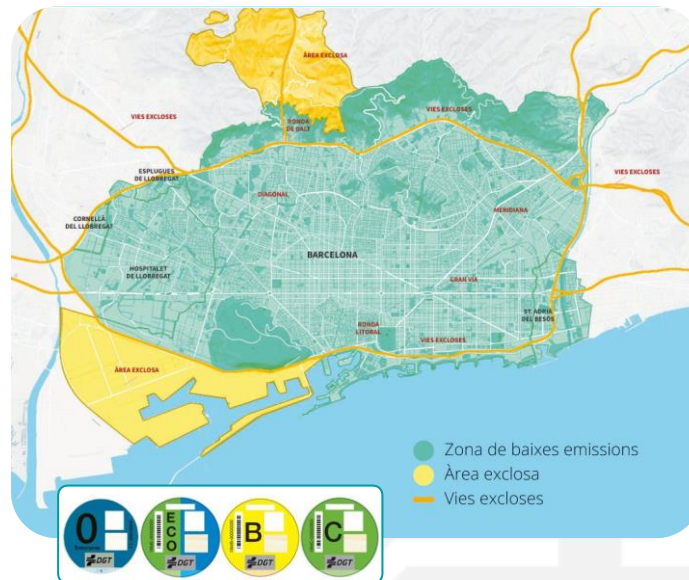 ÀREA EXCLOSA
VIES EXCLOSES
VIES EXCLOSES
RONDA
DE DALT
ESPLUGUES
DE LLOBREGAT
VIES EXCLOSES
DIAGONAL
CORNELLÀ
DEL LLOBREGAT
MERIDIANA
BARCELONA
HOSPITALET
DE LLOBREGAT
GRAN VÍA
ST. ADRIA
DEL BESÒS
RONDA
LITORAL
VIES EXCLOSES
ÀREA EXCLOSA
Zona de baixes emissions
Àrea exclosa
Vies excloses
0
DGT
ECO
DGT
B
DGT
C
DGT